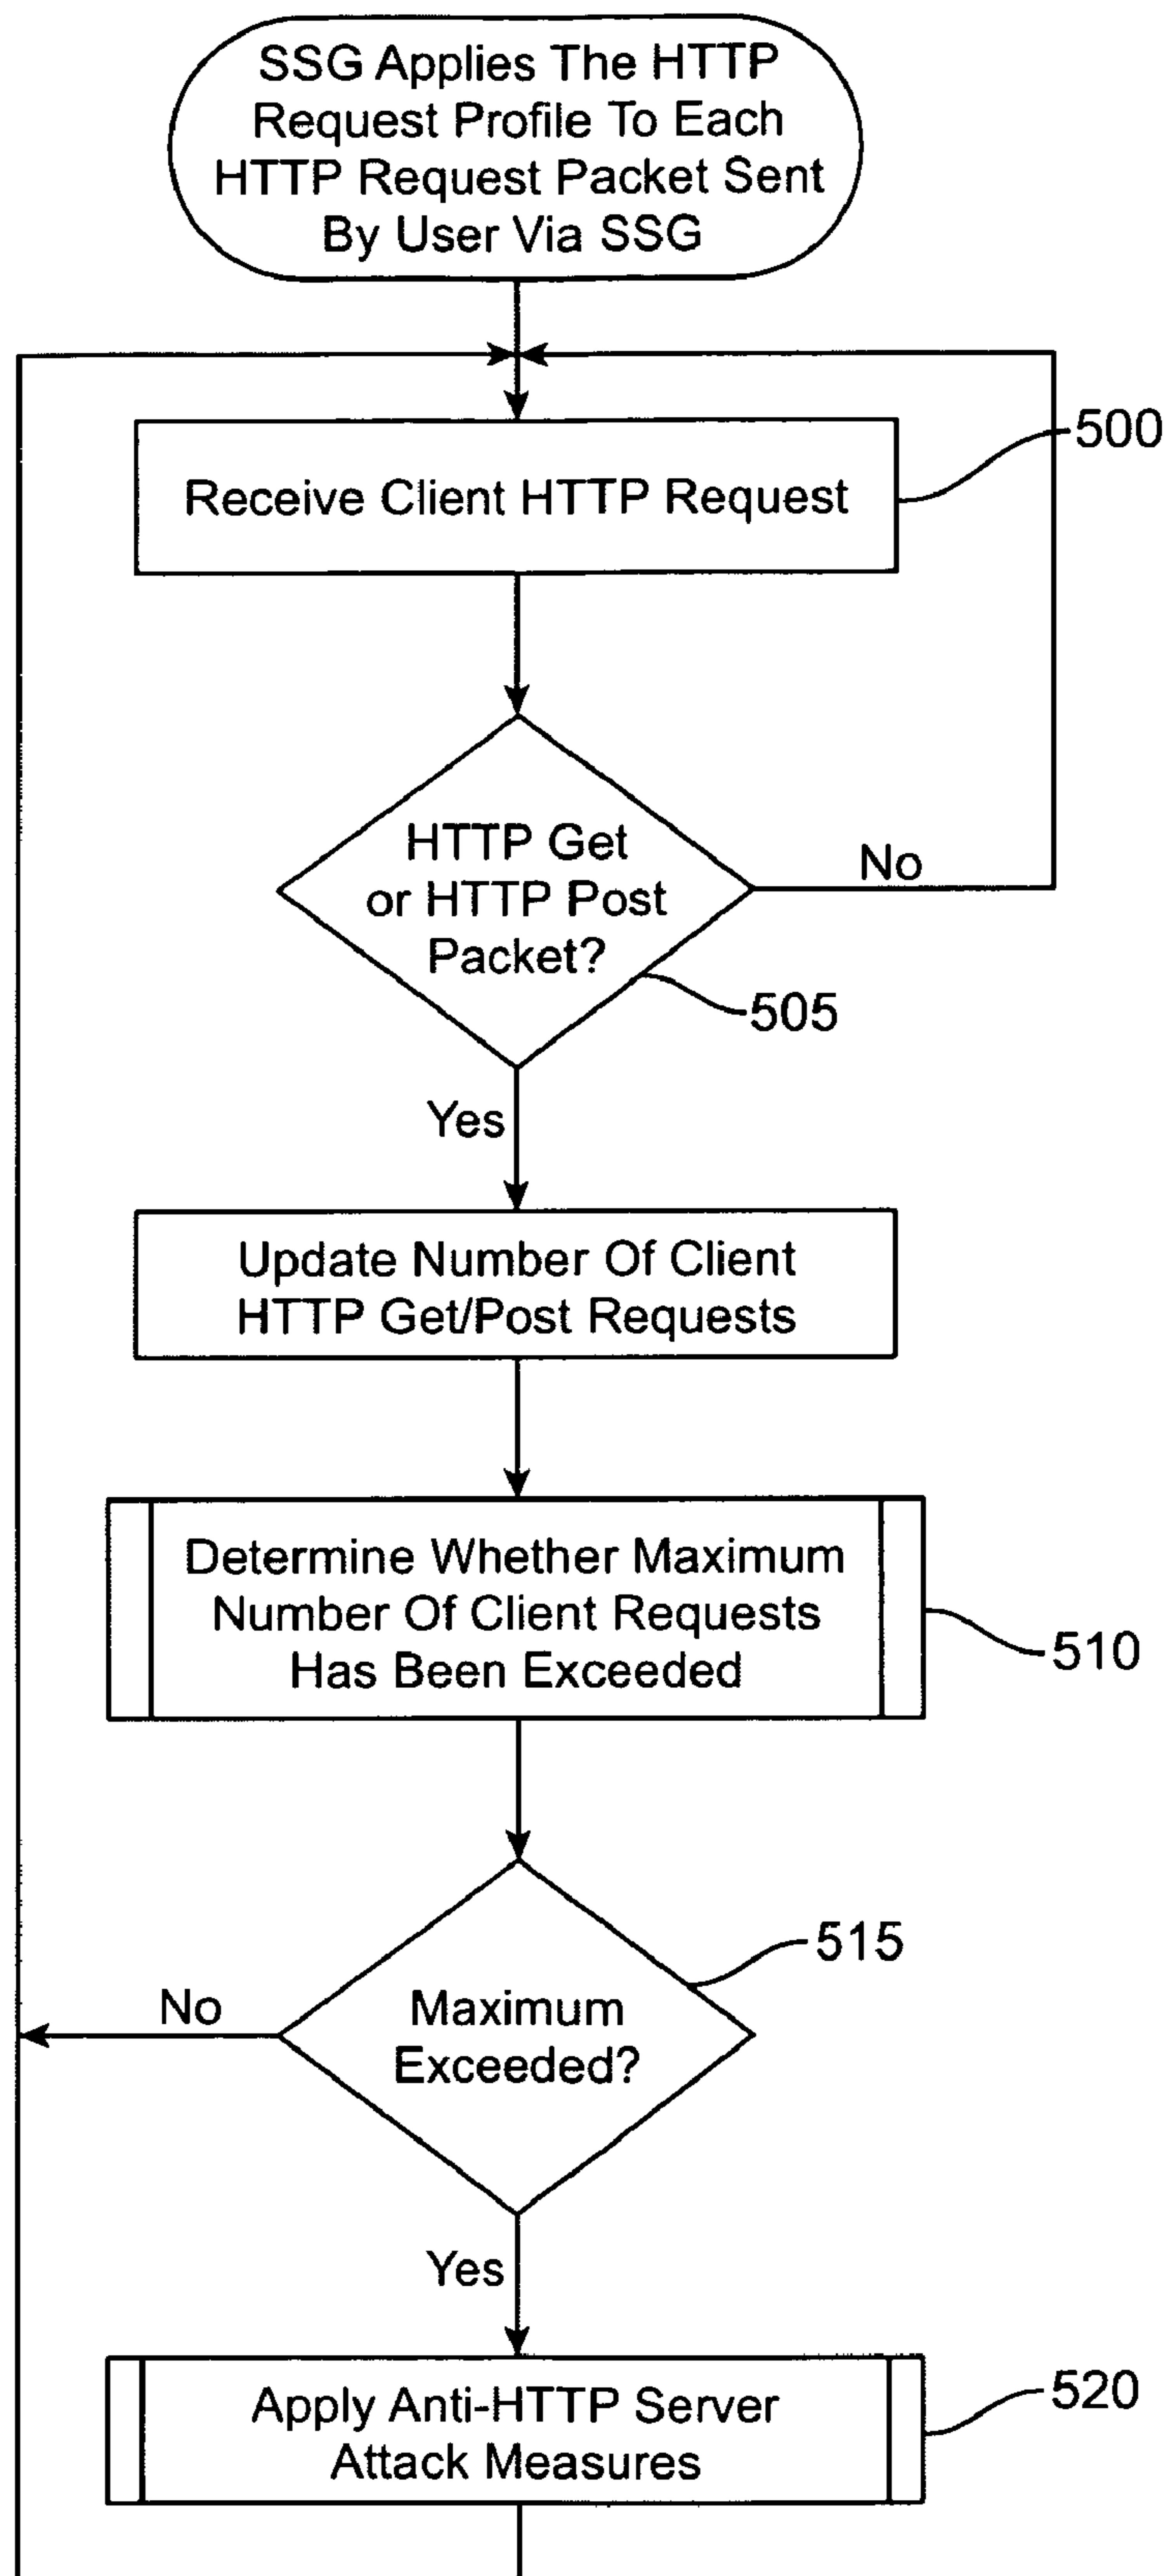 SSG Applies The HTTP
Request Profile To Each
HTTP Request Packet Sent
By User Via SSG
500
Receive Client HTTP Request
HTTP Get
or HTTP Post
Packet?
No
505
Yes
Update Number Of Client
HTTP Get/Post Requests
Determine Whether Maximum
Number Of Client Requests
Has Been Exceeded
510
515
Maximum
Exceeded?
No
Yes
Apply Anti-HTTP Server
Attack Measures
520